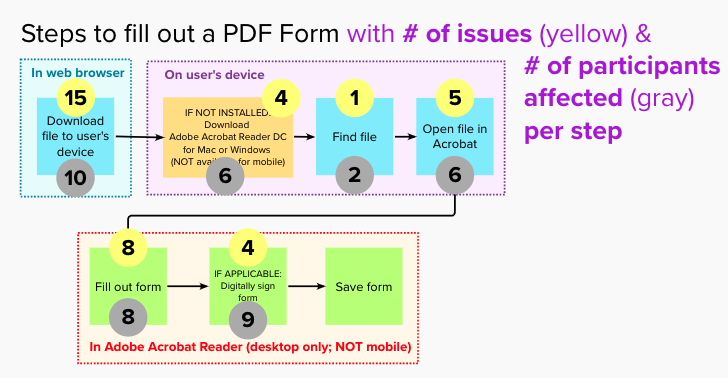 Steps to fill out a PDF Form with # of issues (yellow) &
# of participants
affected (gray)
per step
In web browser
15
Download
file to user's
device
10
On user's device
4
IF NOT INSTALLED:
Download
Adobe Acrobat Reader DC
for Mac or Windows
(NOT for mobile)
6
1
Find file
2
5
Open file in
Acrobat
6
8
Fill out form
8
4
IF APPLICABLE:
Digitally sign
form
9
Save form
In Adobe Acrobat Reader (desktop only; NOT mobile)